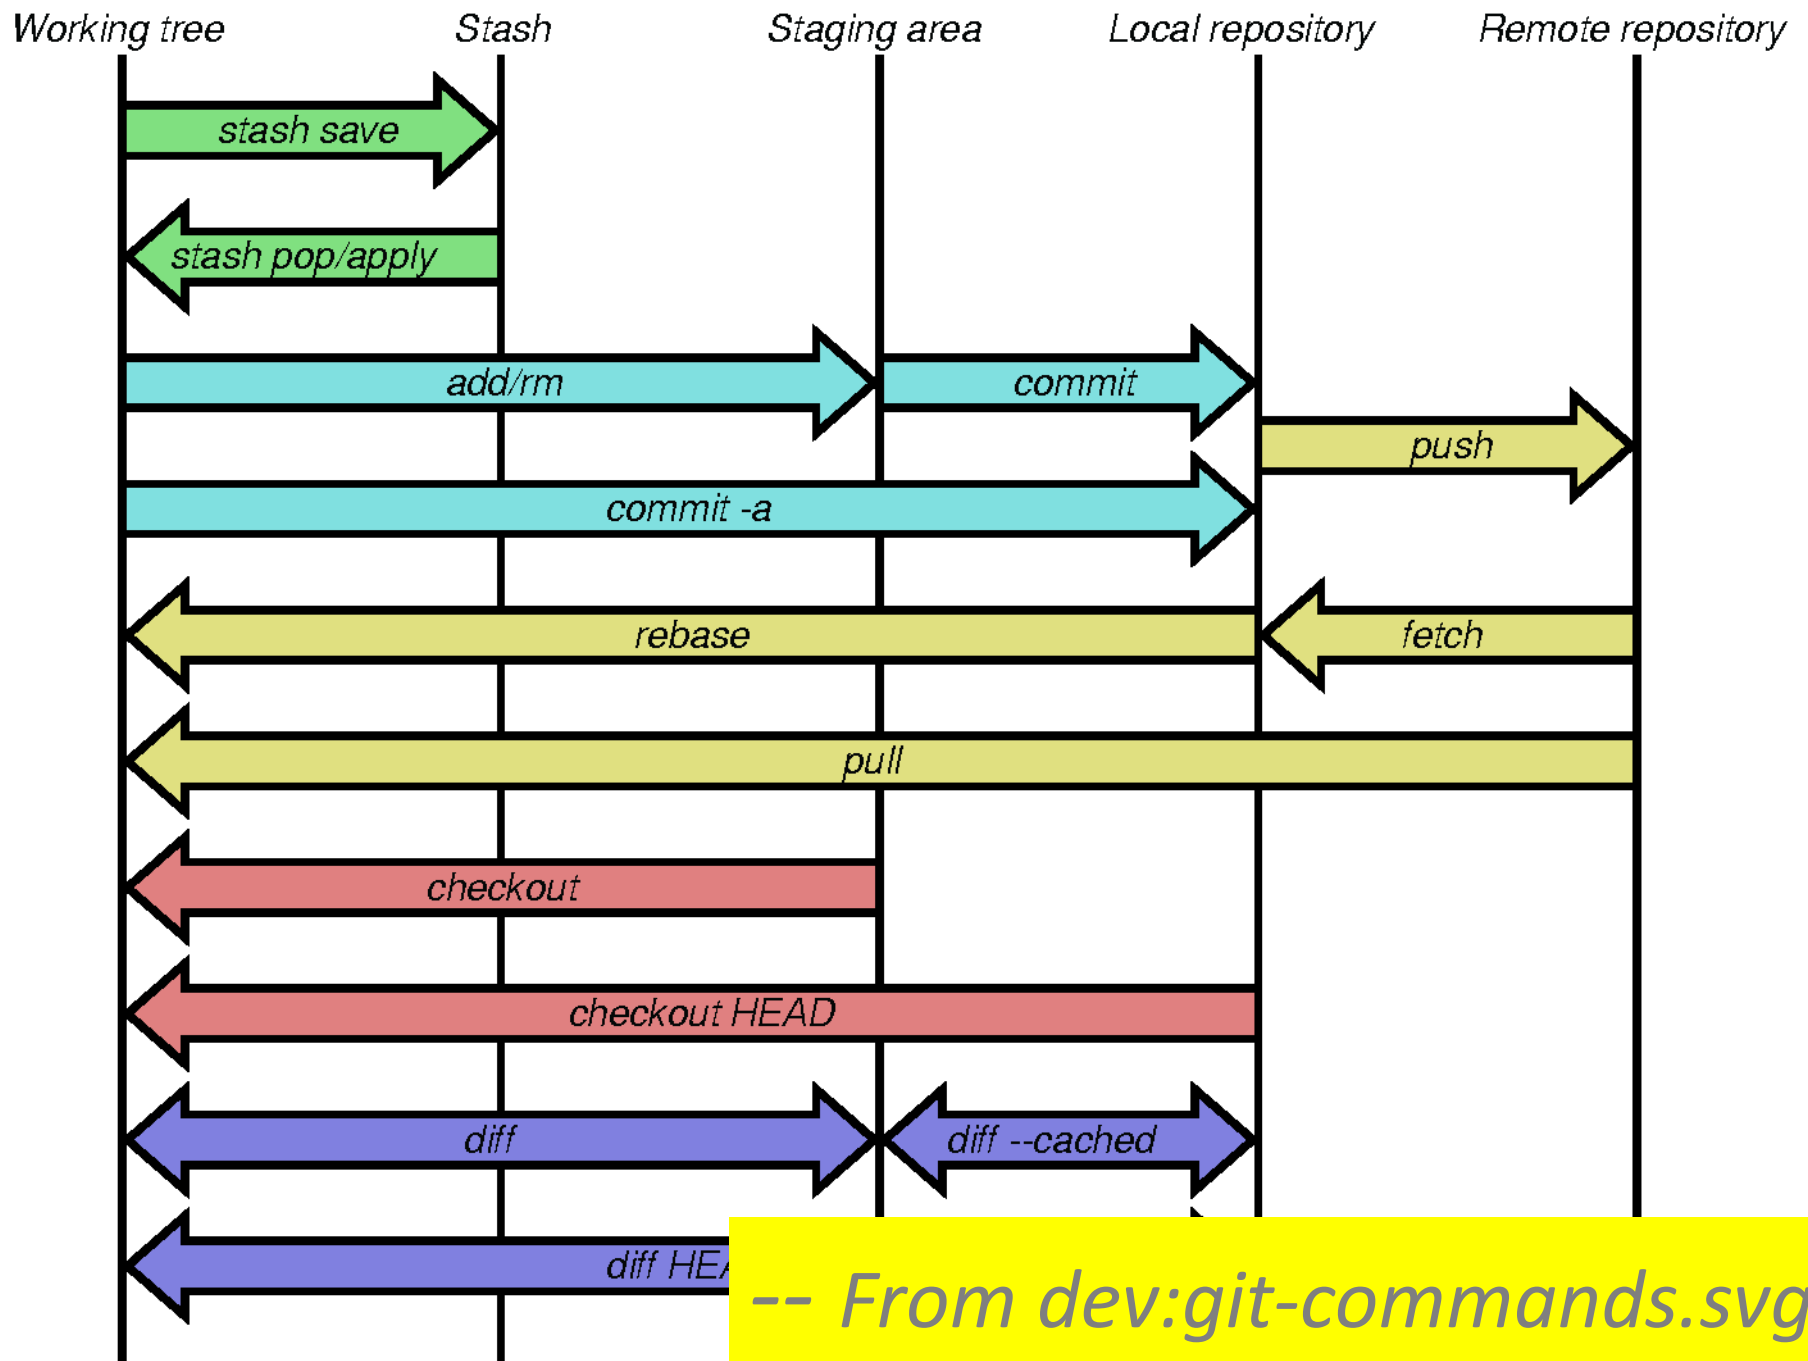 Working tree Stash Staging area Local repository Remote repository
stash save
stash pop/apply
add/rm commit
push
commit -a
rebase fetch
pull
checkout
checkout HEAD
diff diff --cached
diff
-- From dev:git-commands.svg